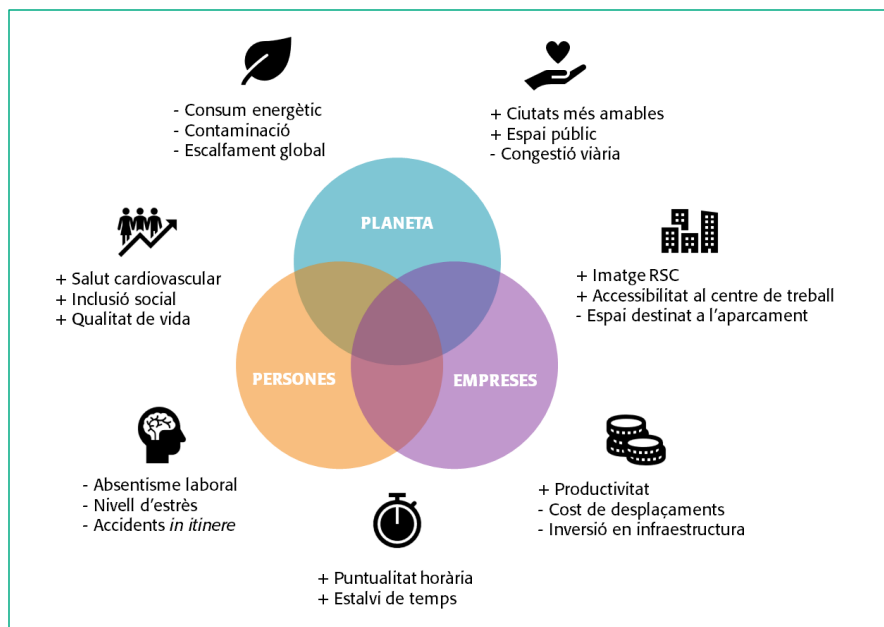 - Consum energètic
- Contaminació
- Escalfament global
+ Ciutats més amables
+ Espai públic
- Congestió viària
PLANETA
+ Salut cardiovascular
+ Inclusió social
+ Qualitat de vida
+ Imatge RSC
+ Accessibilitat al centre de treball
- Espai destinat a l'aparcament
PERSONES
EMPRESES
- Absentisme laboral
- Nivell d'estrès
- Accidents in itinere
+ Productivitat
- Cost de desplaçaments
- Inversió en infraestructura
+ Puntualitat horària
+ Estalvi de temps